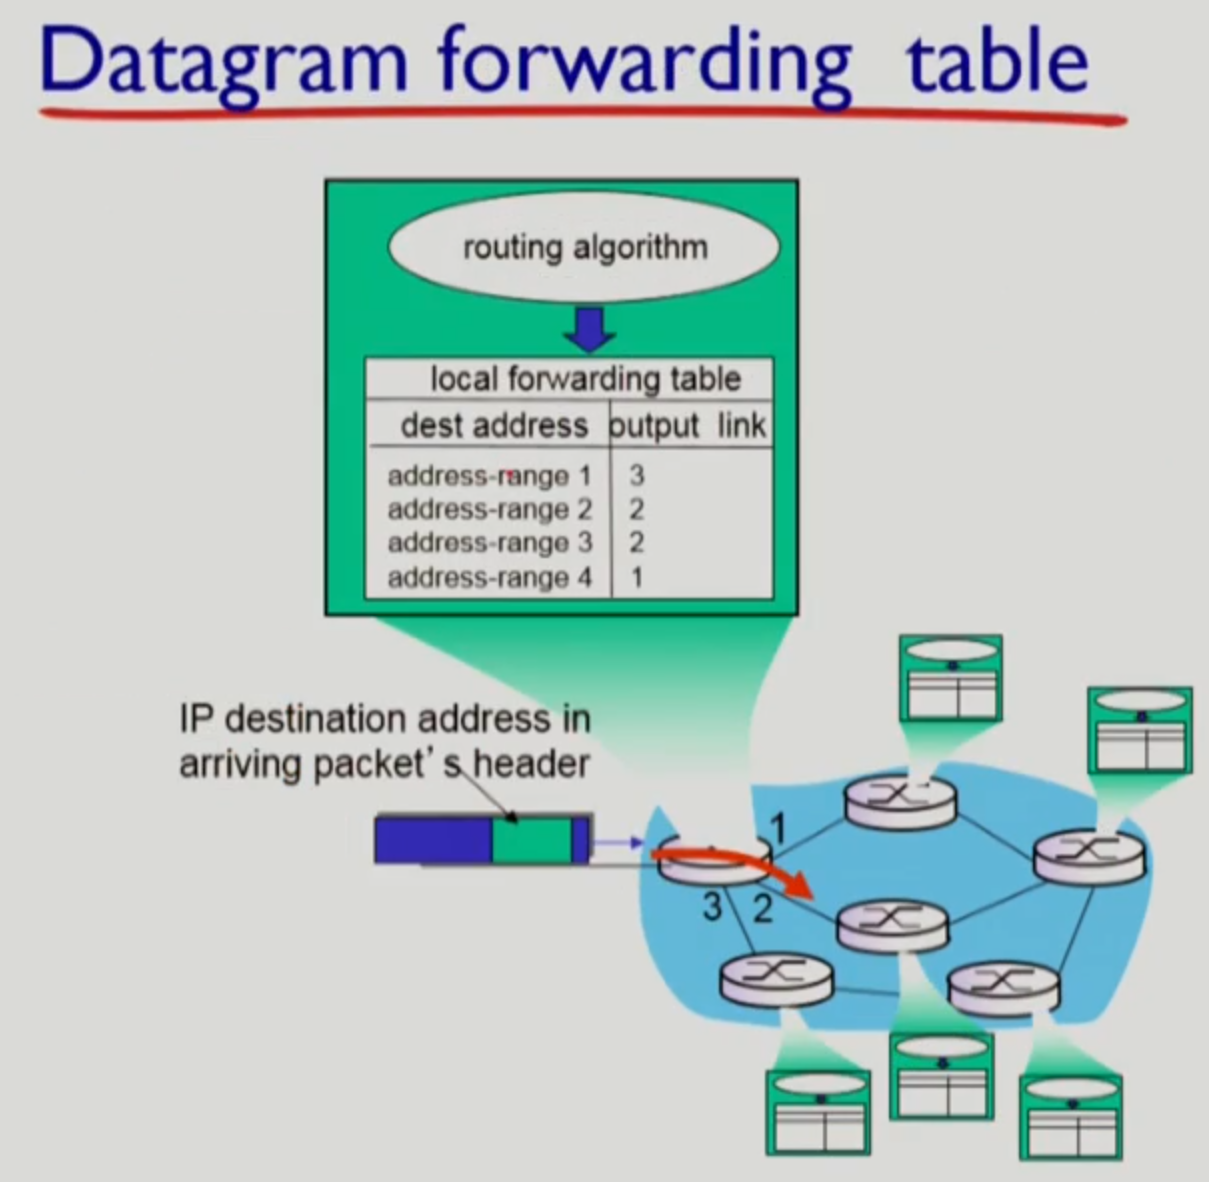 Datagram forwarding table
routing algorithm
local forwarding table
dest address output link
address-range 1 3
address-range 2 2
address-range 3 2
address-range 4 1
IP destination address in
arriving packet's header
1
3 2